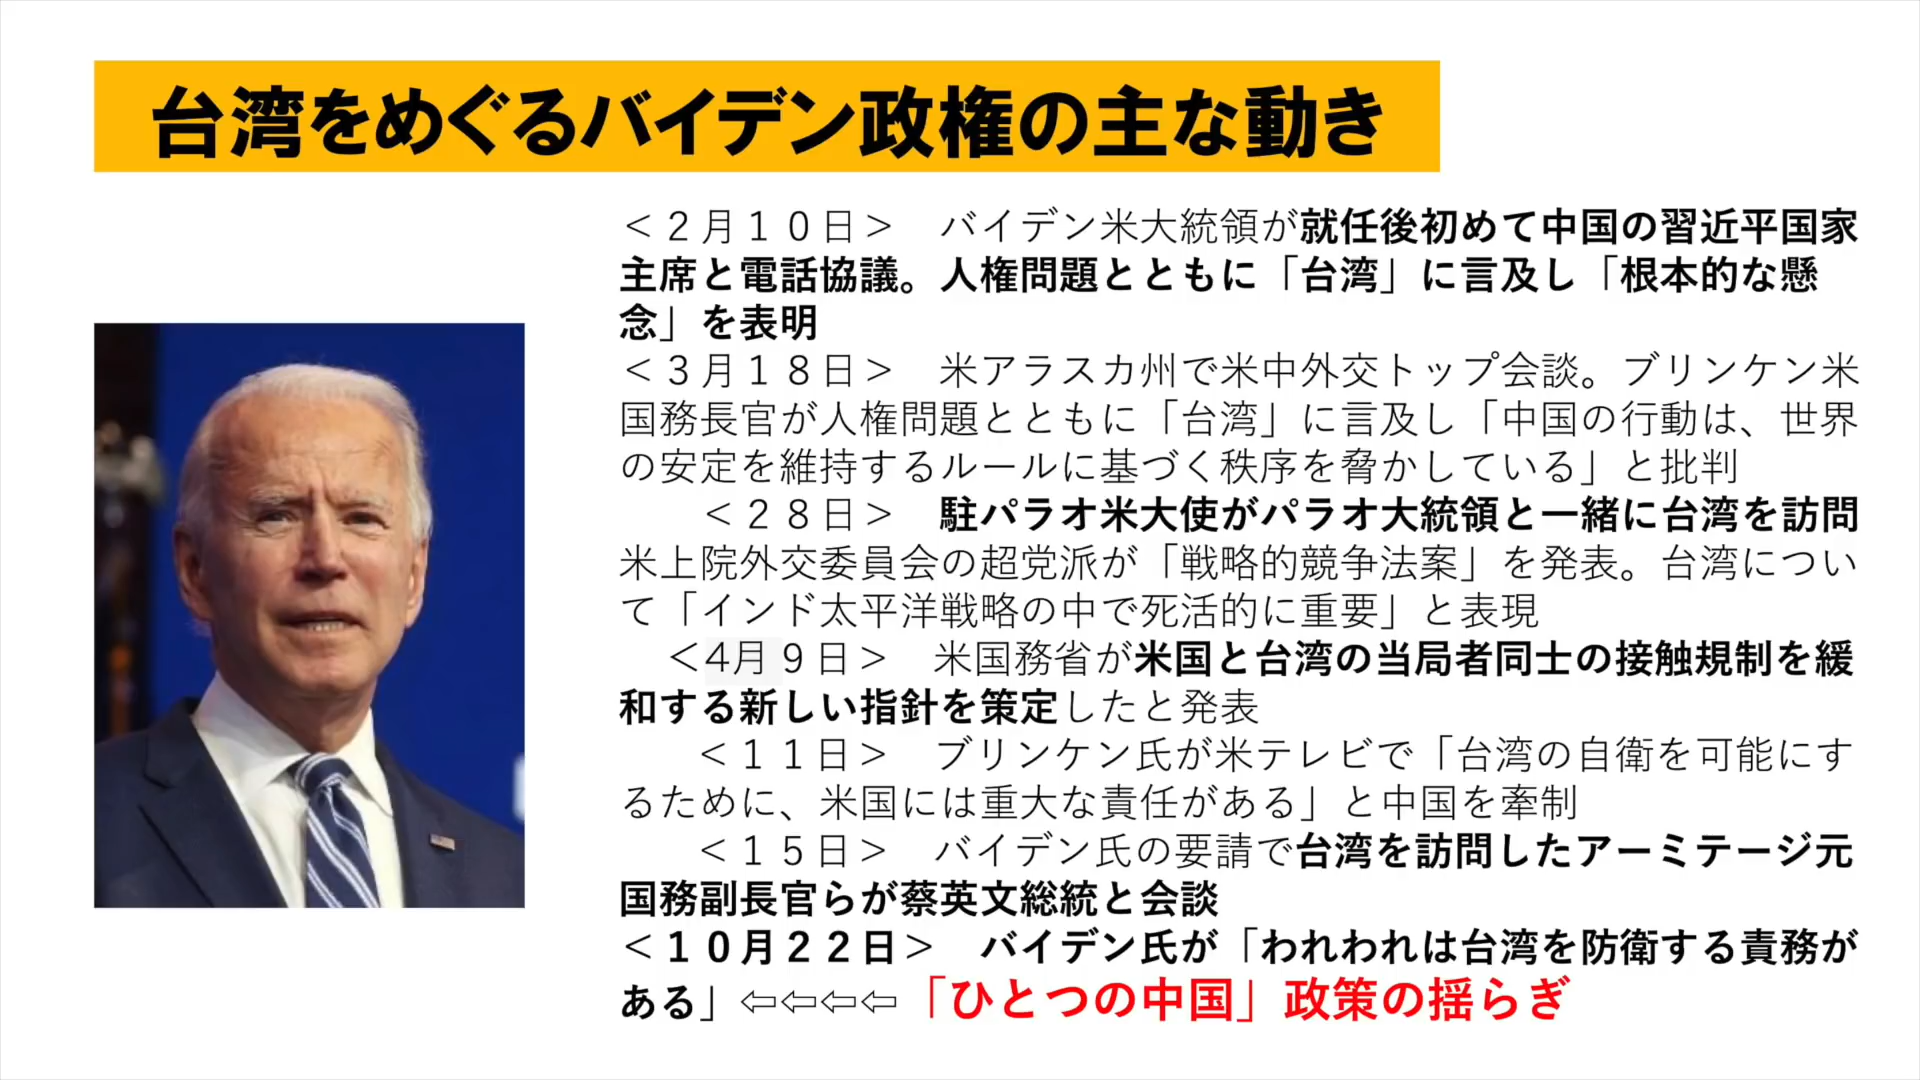 台湾をめぐるバイデン政権の主な動き
＜２月１０日＞　バイデン米大統領が就任後初めて中国の習近平国家
主席と電話協議。人権問題とともに「台湾」に言及し「根本的な懸
念」を表明
＜３月１８日＞　米アラスカ州で米中外交トップ会談。ブリンケン米
国務長官が人権問題とともに「台湾」に言及し「中国の行動は、世界
の安定を維持するルールに基づく秩序を脅かしている」と批判
＜２８日＞　駐パラオ米大使がパラオ大統領と一緒に台湾を訪問
米上院外交委員会の超党派が「戦略的競争法案」を発表。台湾につい
て「インド太平洋戦略の中で死活的に重要」と表現
＜4月９日＞　米国務省が米国と台湾の当局者同士の接触規制を緩
和する新しい指針を策定したと発表
＜１１日＞　ブリンケン氏が米テレビで「台湾の自衛を可能にす
るために、米国には重大な責任がある」と中国を牽制
＜１５日＞　バイデン氏の要請で台湾を訪問したアーミテージ元
国務副長官らが蔡英文総統と会談
＜１０月２２日＞　バイデン氏が「われわれは台湾を防衛する責務が
ある」⇦⇦⇦⇦「ひとつの中国」政策の揺らぎ